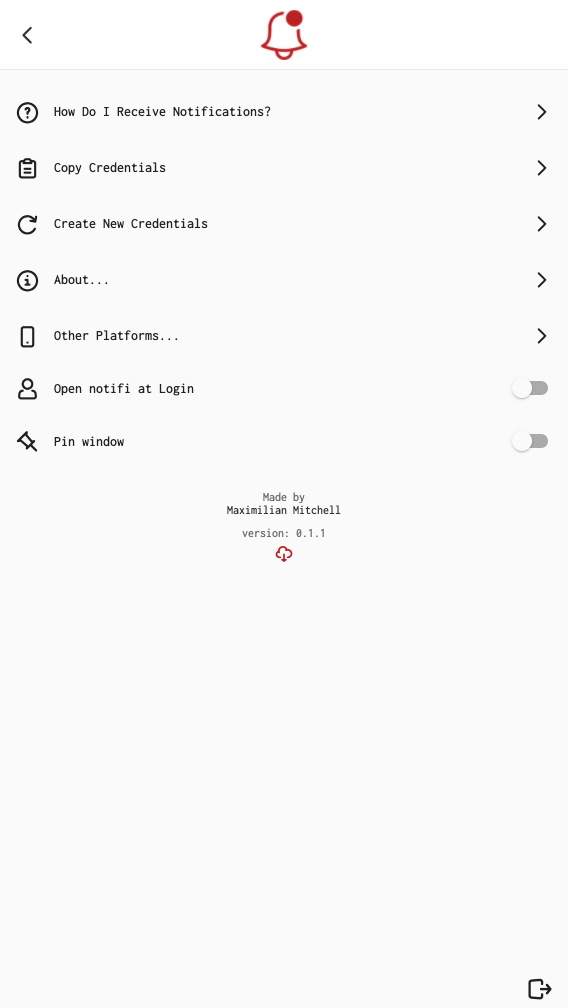 How Do I Receive Notifications?
Copy Credentials
Create New Credentials
About...
Other Platforms...
Open notifi at Login
Pin window
Made by
Maximilian Mitchell
version: 0.1.1